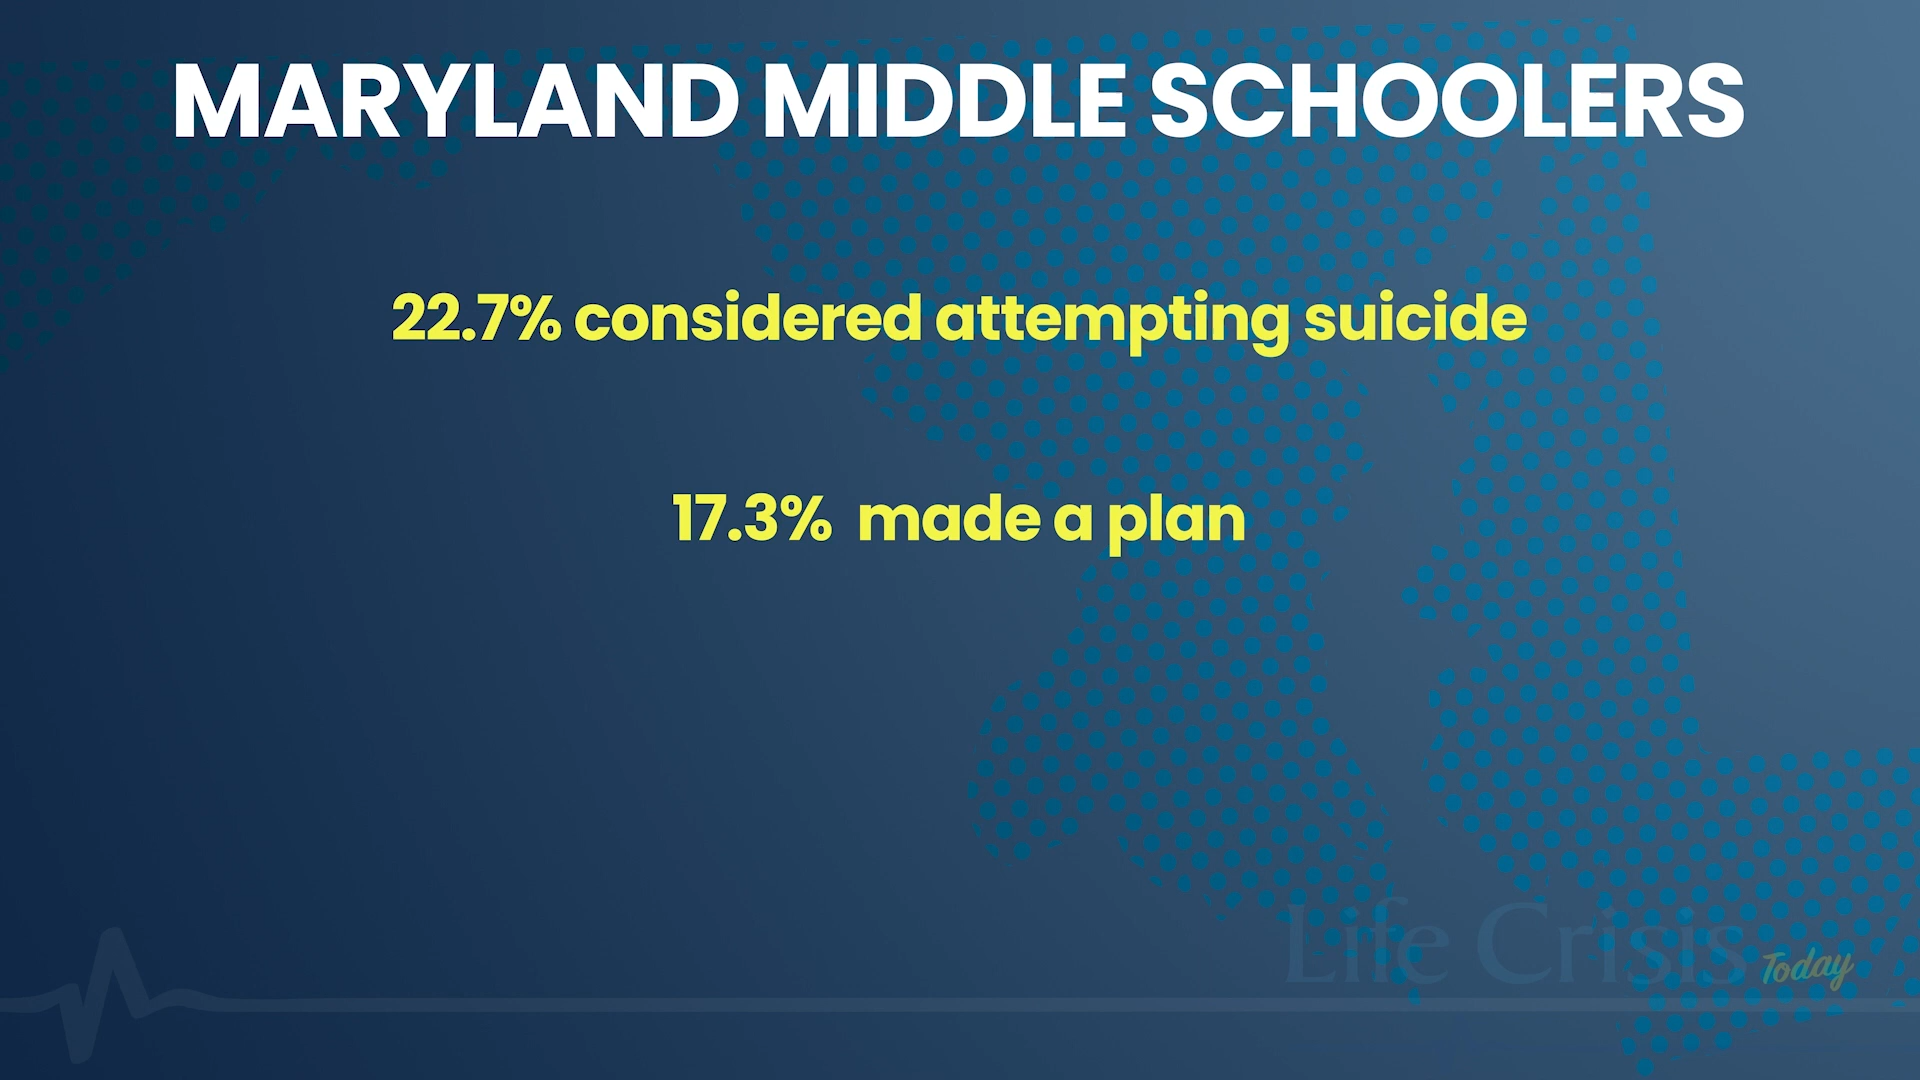 MARYLAND MIDDLE SCHOOLERS
22.7% considered attempting suicide
17.3% made a plan
Life Crisis Today